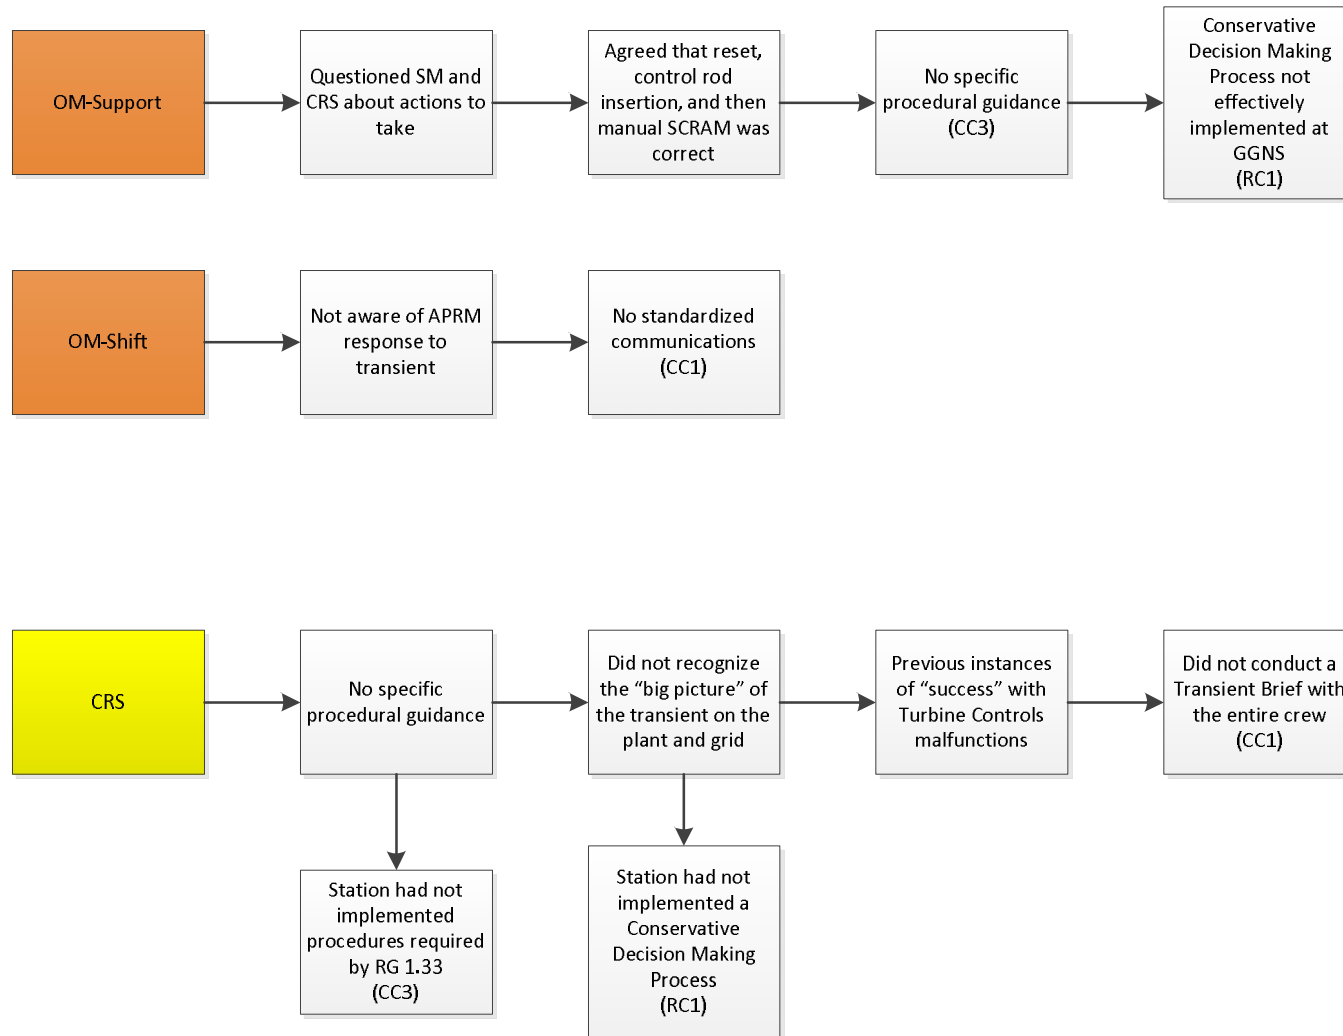 OM-Support
Questioned SM and
CRS about actions to
take
Agreed that reset,
control rod
insertion, and then
manual SCRAM was
correct
No specific
procedural guidance
(CC3)
Conservative
Decision Making
Process not
effectively
implemented at
GGNS
(RC1)
OM-Shift
Not aware of APRM
response to
transient
No standardized
communications
(CC1)
CRS
No specific
procedural guidance
Did not recognize
the “big picture” of
the transient on the
plant and grid
Previous instances
of “success” with
Turbine Controls
malfunctions
Did not conduct a
Transient Brief with
the entire crew
(CC1)
Station had not
implemented
procedures required
by RG 1.33
(CC3)
Station had not
implemented a
Conservative
Decision Making
Process
(RC1)